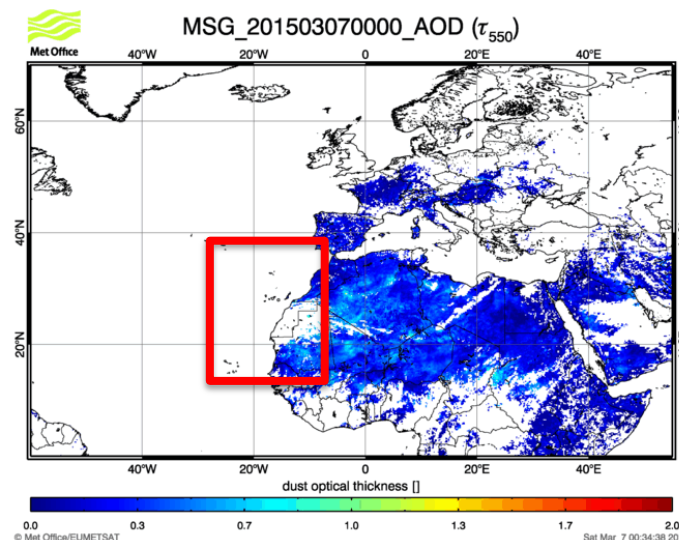 MSG_201503070000_AOD (τ550)
Met Office
40°W 20°W 0 20°E 40°E
60°N
40°N
20°N
40°W 20°W 0 20°E 40°E
dust optical thickness []
0.0 0.3 0.7 1.0 1.3 1.7 2.0
© Met Office/EUMETSAT Sat Mar 7 00:34:38 20